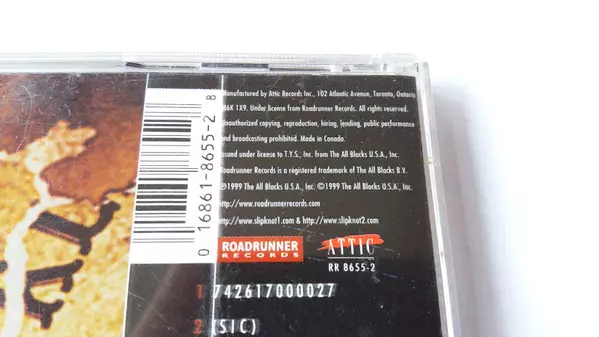 Manufactured by Attic Records Inc., 102 Atlantic Avenue, Toronto, Ontario
M6K 1X9. Under license from Roadrunner Records. All rights reserved.
Unauthorized copying, reproduction, hiring, lending, public performance
and broadcasting prohibited. Made in Canada.
Issued under license to T.Y.S., Inc. from The All Blacks U.S.A., Inc.
Roadrunner Records is a registered trademark of The All Blacks B.V.
℗1999 The All Blacks U.S.A., Inc. ©1999 The All Blacks U.S.A., Inc.
http://www.roadrunnerrecords.com
http://www.slipknot1.com & http://www.slipknot2.com
0 16861-8655-2 8
ROADRUNNER
RECORDS
ATTIC
RR 8655-2
1 742617000027
2 (SIC)